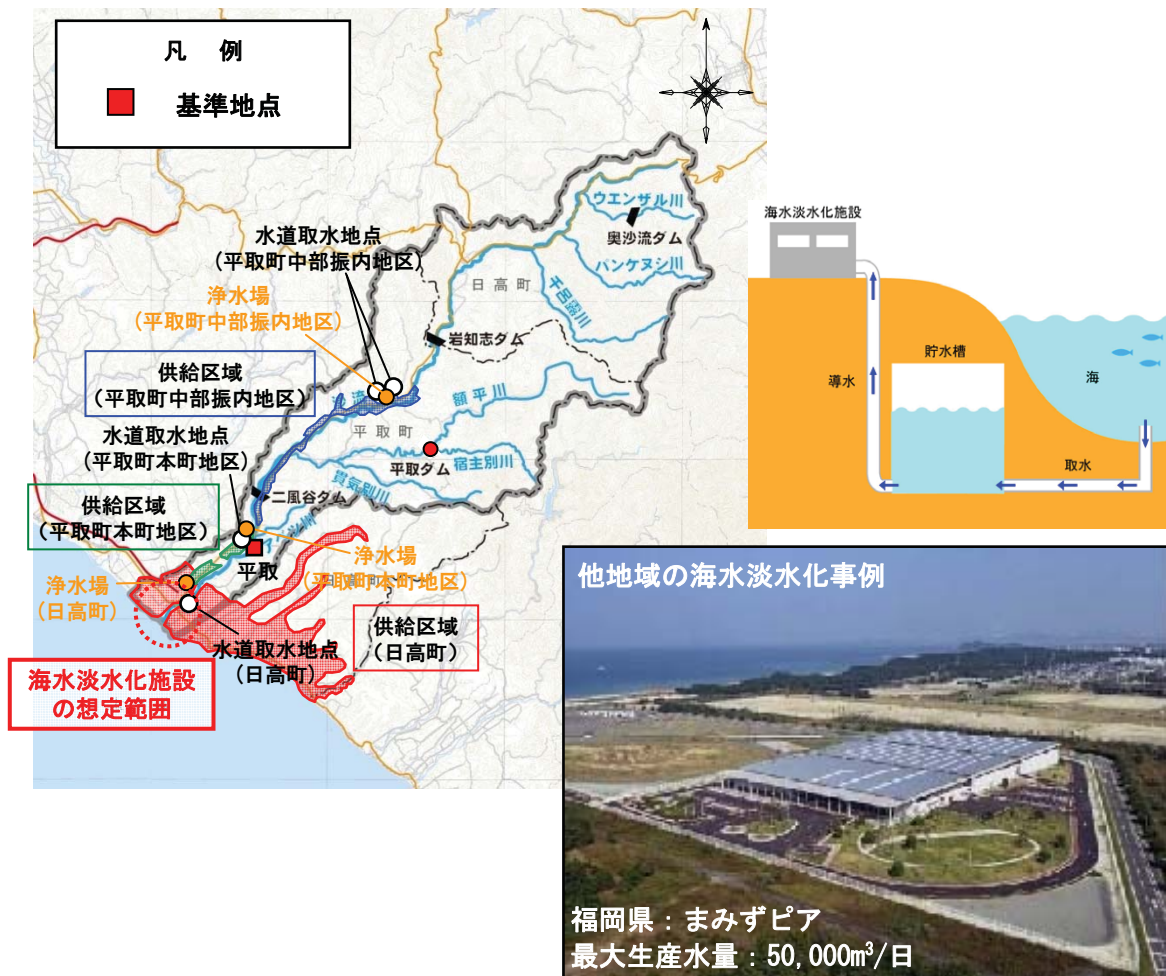 凡 例
基準地点
ウエンザル川
奥沙流ダム
パンケヌシ川
日高町
千呂露川
水道取水地点
(平取町中部振内地区)
浄水場
(平取町中部振内地区)
岩知志ダム
供給区域
(平取町中部振内地区)
額平川
平取町
水道取水地点
(平取町本町地区)
平取ダム
宿主別川
貫気別川
二風谷ダム
供給区域
(平取町本町地区)
平取
浄水場
(平取町本町地区)
浄水場
(日高町)
供給区域
(日高町)
水道取水地点
(日高町)
海水淡水化施設
の想定範囲
海水淡水化施設
貯水槽
導水
海
取水
他地域の海水淡水化事例
福岡県:まみずピア
最大生産水量:50,000m³/日